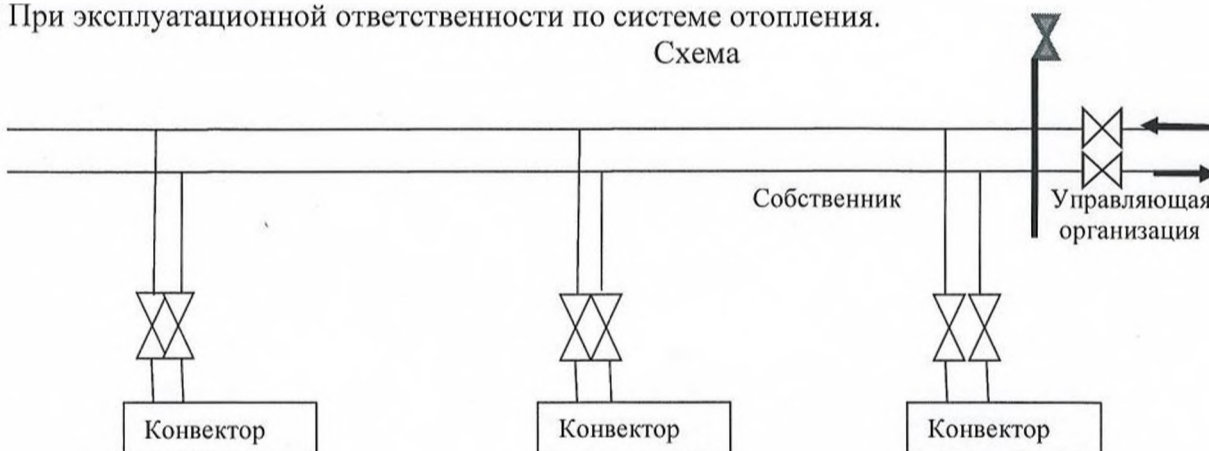 При эксплуатационной ответственности по системе отопления.
Схема
Собственник
Управляющая
организация
Конвектор
Конвектор
Конвектор